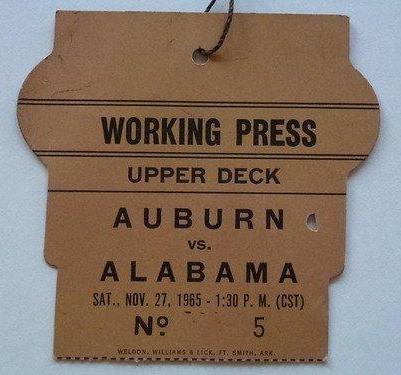 WORKING PRESS
UPPER DECK
AUBURN
VS.
ALABAMA
SAT., NOV. 27, 1965 - 1:30 P. M. (CST)
Nº 5
WELDON, WILLIAMS & LICK, FT. SMITH, ARK.